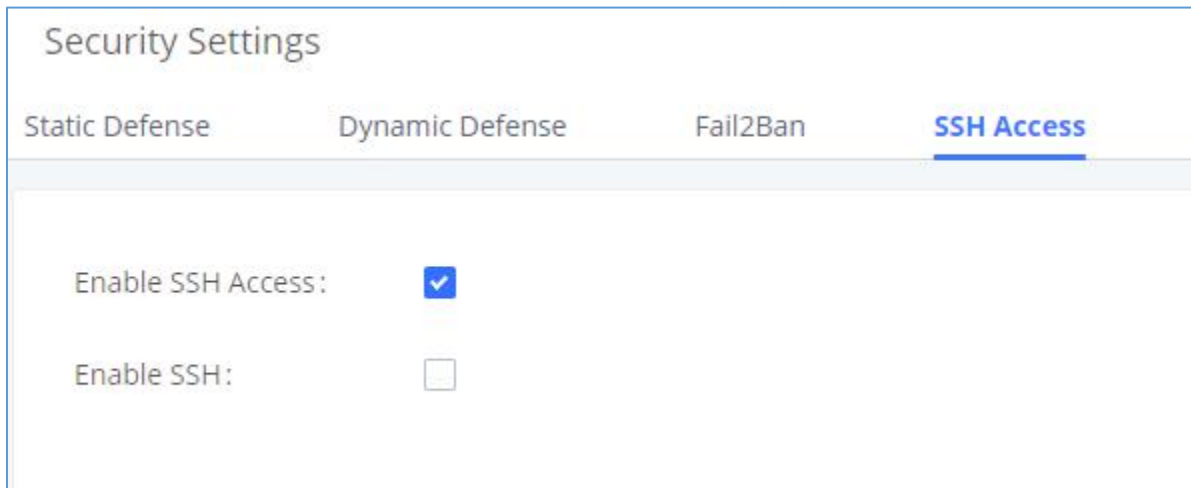 Security Settings
Static Defense Dynamic Defense Fail2Ban SSH Access
Enable SSH Access:
Enable SSH: